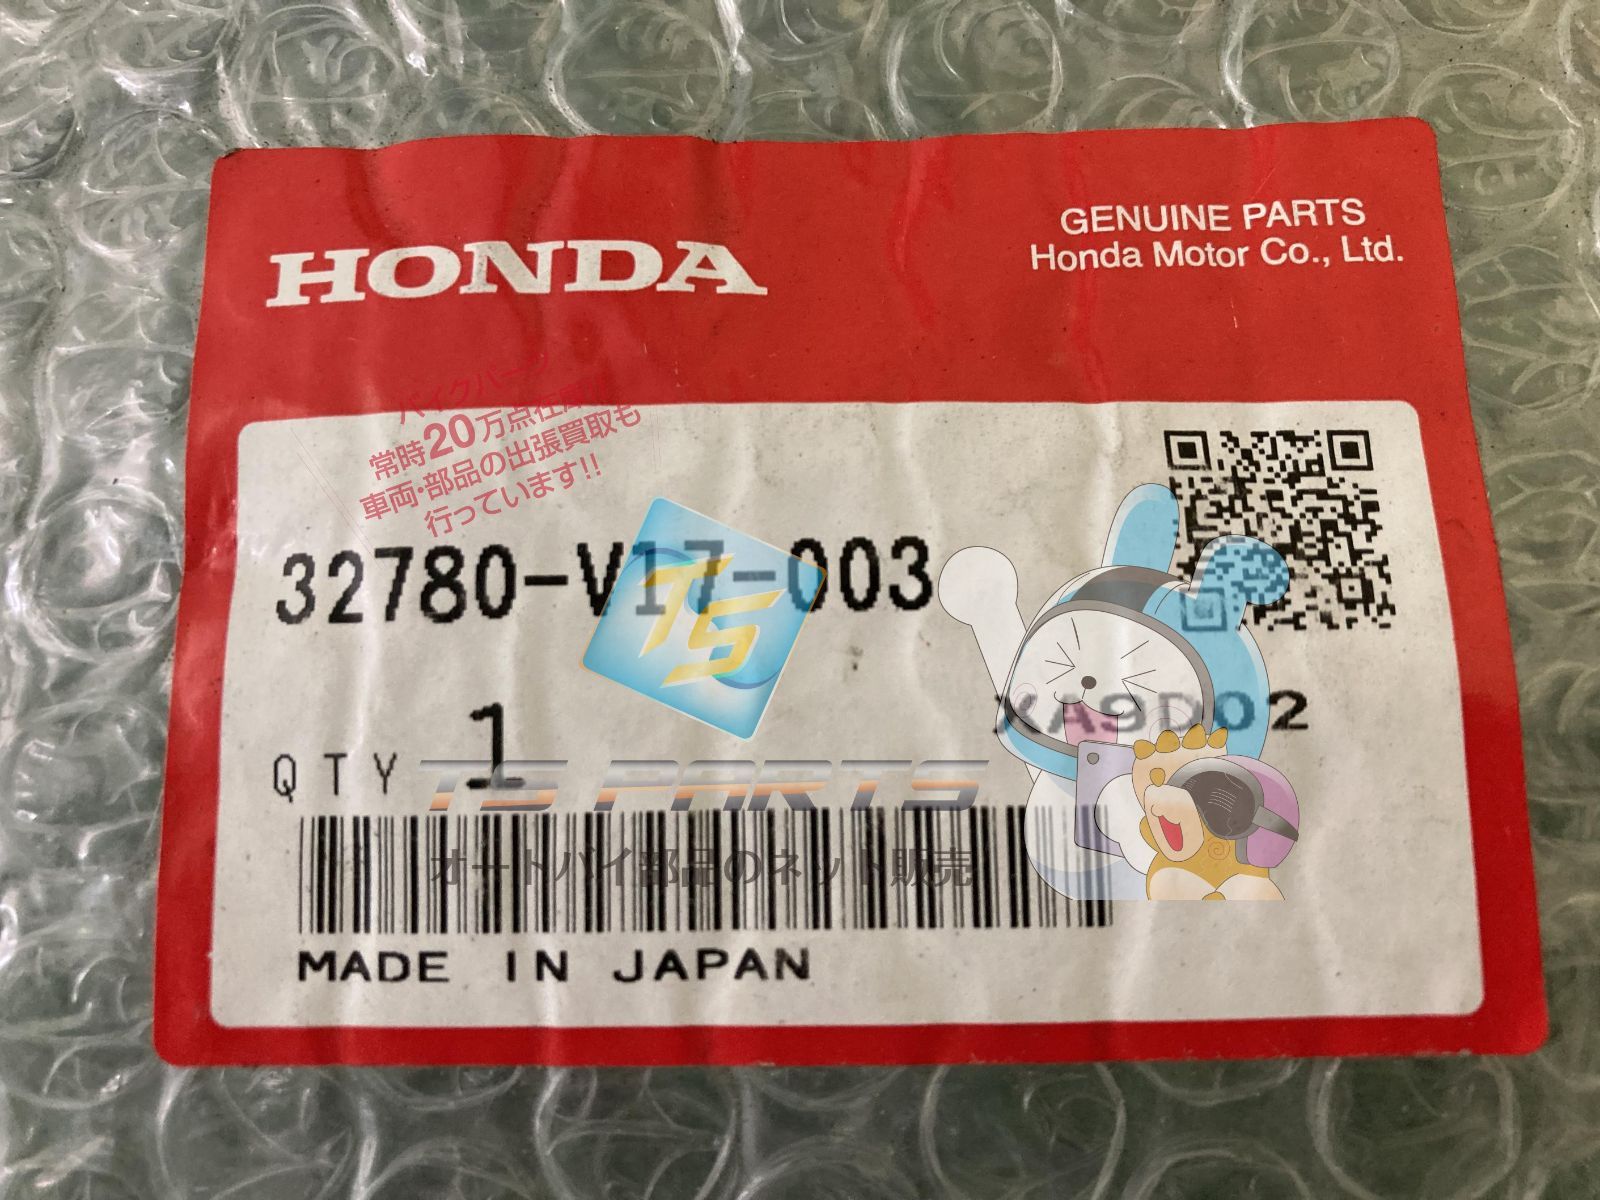 HONDA
GENUINE PARTS
Honda Motor Co., Ltd.
バイクパーツ
常時20万点在庫!!
車両・部品の出張買取も
行っています!!
32780-V17-003
TS
XA9D02
QTY 1
TS PARTS
オートバイ部品のネット販売
MADE IN JAPAN